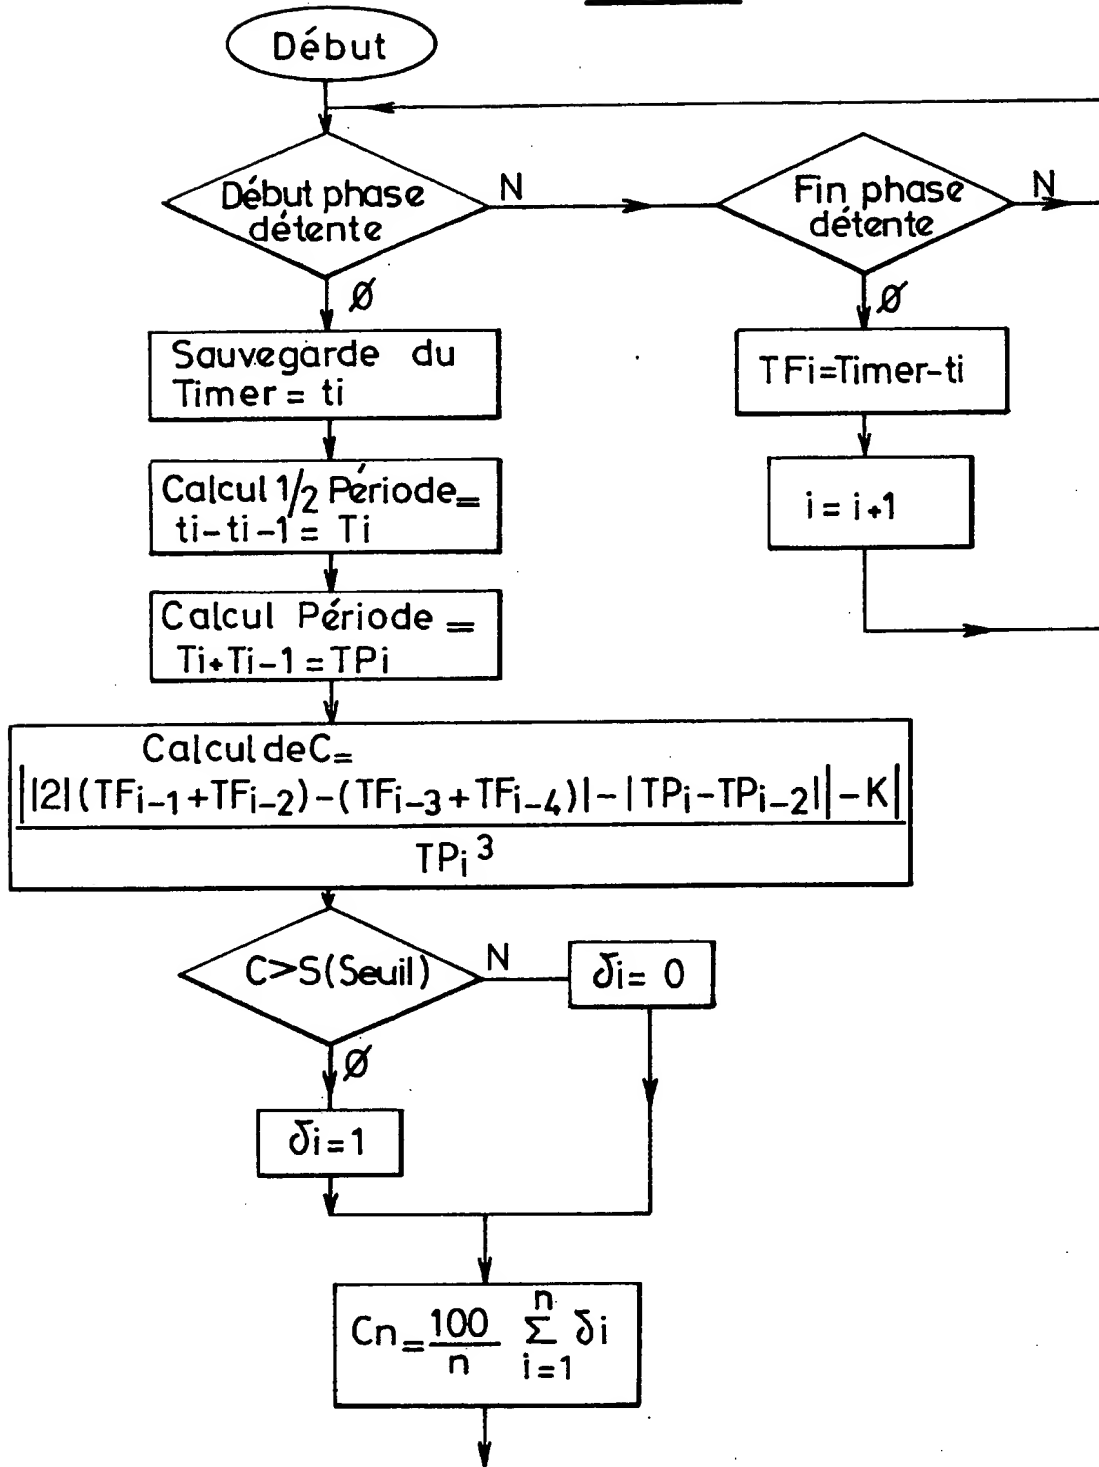 Début
Début phase
détente
N
Fin phase
détente
N
Ø
Ø
Sauvegarde du
Timer = ti
TFi=Timer-ti
Calcul 1/2 Période=
ti-ti-1 = Ti
i = i+1
Calcul Période =
Ti+Ti-1 = TPi
Calcul de C=
||2|(TFi-1+TFi-2)-(TFi-3+TFi-4)|-|TPi-TPi-2||-K|
TPi³
C>S(Seuil)
N
δi= 0
Ø
δi=1
Cn=100/n n∑i=1 δi